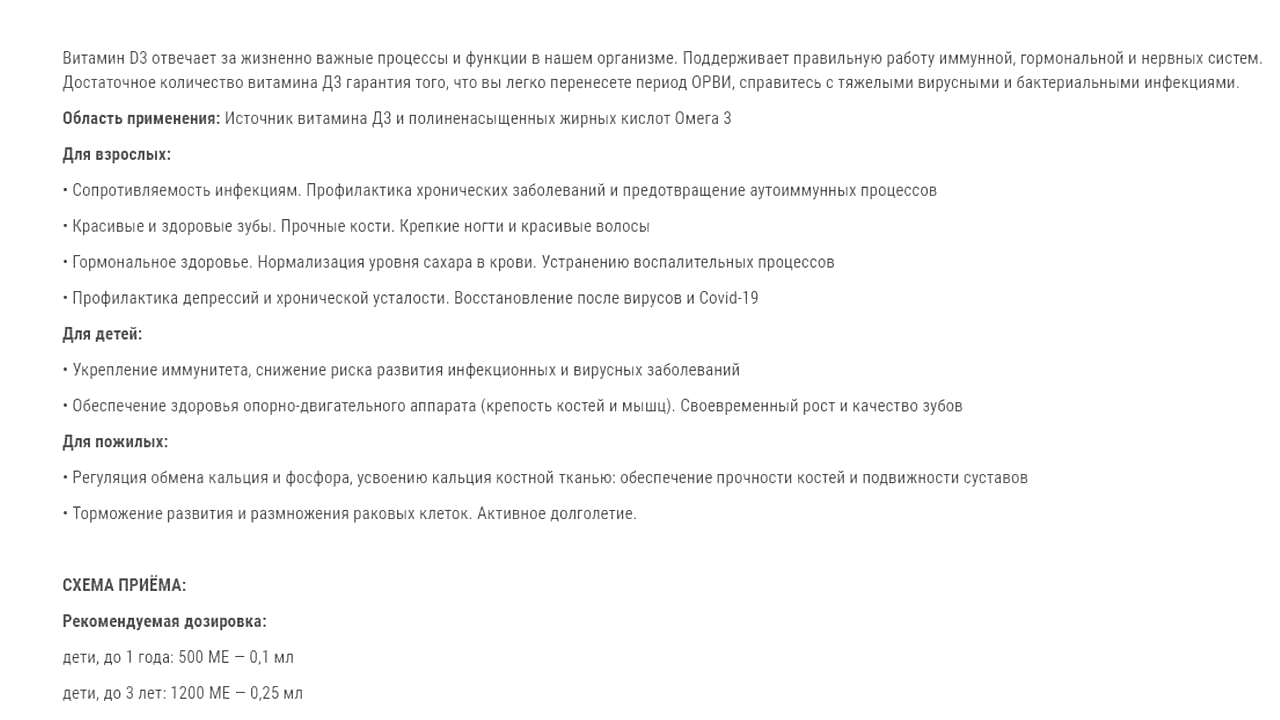 Витамин D3 отвечает за жизненно важные процессы и функции в нашем организме. Поддерживает правильную работу иммунной, гормональной и нервных систем.
Достаточное количество витамина Д3 гарантия того, что вы легко перенесете период ОРВИ, справитесь с тяжелыми вирусными и бактериальными инфекциями.
Область применения: Источник витамина Д3 и полиненасыщенных жирных кислот Омега 3
Для взрослых:
• Сопротивляемость инфекциям. Профилактика хронических заболеваний и предотвращение аутоиммунных процессов
• Красивые и здоровые зубы. Прочные кости. Крепкие ногти и красивые волосы
• Гормональное здоровье. Нормализация уровня сахара в крови. Устранению воспалительных процессов
• Профилактика депрессий и хронической усталости. Восстановление после вирусов и Covid-19
Для детей:
• Укрепление иммунитета, снижение риска развития инфекционных и вирусных заболеваний
• Обеспечение здоровья опорно-двигательного аппарата (крепость костей и мышц). Своевременный рост и качество зубов
Для пожилых:
• Регуляция обмена кальция и фосфора, усвоению кальция костной тканью: обеспечение прочности костей и подвижности суставов
• Торможение развития и размножения раковых клеток. Активное долголетие.
СХЕМА ПРИЁМА:
Рекомендуемая дозировка:
дети, до 1 года: 500 МЕ — 0,1 мл
дети, до 3 лет: 1200 МЕ — 0,25 мл